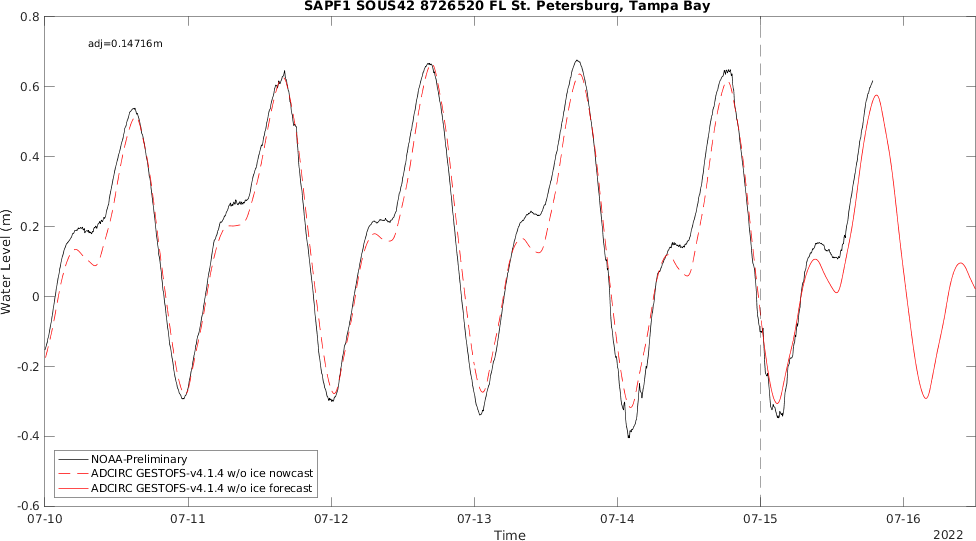 SAPF1 SOUS42 8726520 FL St. Petersburg, Tampa Bay
adj=0.14716m
0.8
0.6
0.4
0.2
0
-0.2
-0.4
-0.6
Water Level (m)
NOAA-Preliminary
ADCIRC GESTOFS-v4.1.4 w/o ice nowcast
ADCIRC GESTOFS-v4.1.4 w/o ice forecast
07-10 07-11 07-12 07-13 07-14 07-15 07-16
Time
2022